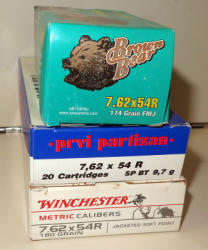 Brown
Bear
7.62x54R
174 Grain FMJ
- prvi partizan -
7,62 x 54 R
20 Cartridges SP BT 9,7 g
WINCHESTER
METRIC CALIBERS
7.62x54R JACKETED SOFT POINT
180 GRAIN